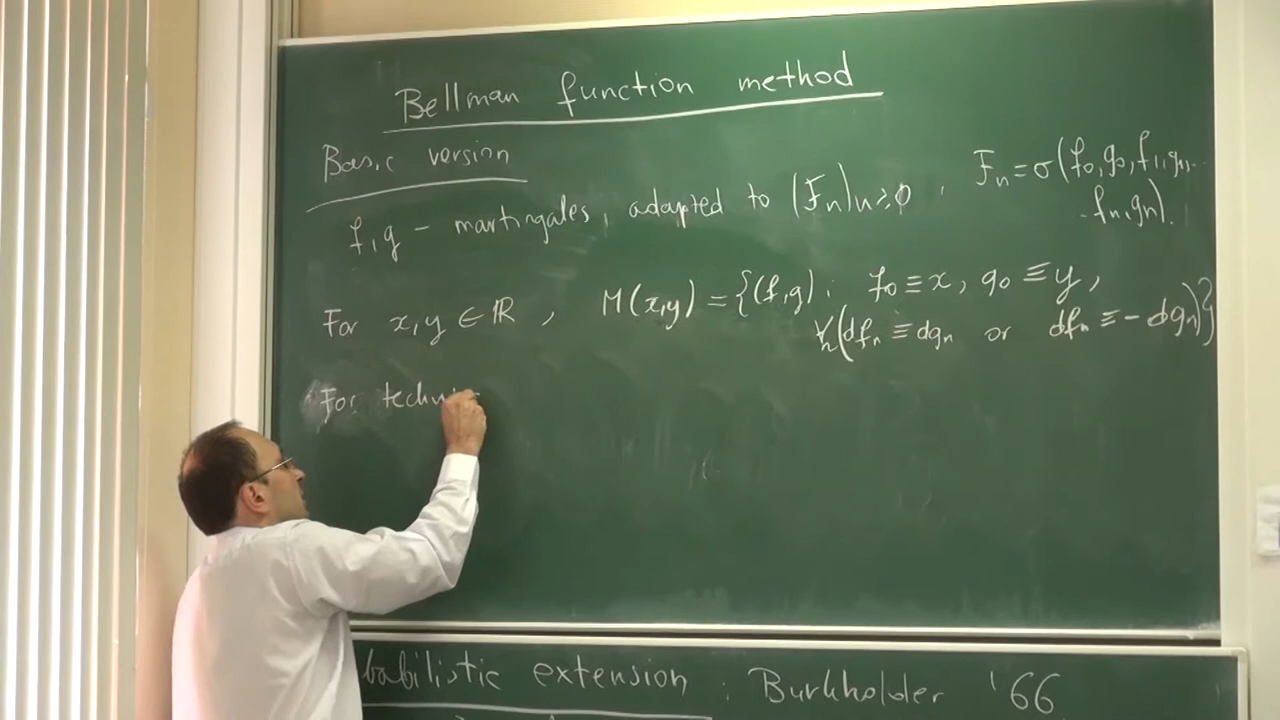 Bellman function method
Basic version
f, g – martingales, adapted to (Fn)n≥0, Fn = σ(f0, g0, f1, g1, ..
.. fn, gn).
For x, y ∈ ℝ, M(x,y) = {(f,g): f0 ≡ x, g0 ≡ y,
∀n (dfn ≡ dgn or dfn ≡ – dgn)}
For techni
babilistic extension: Burkholder '66